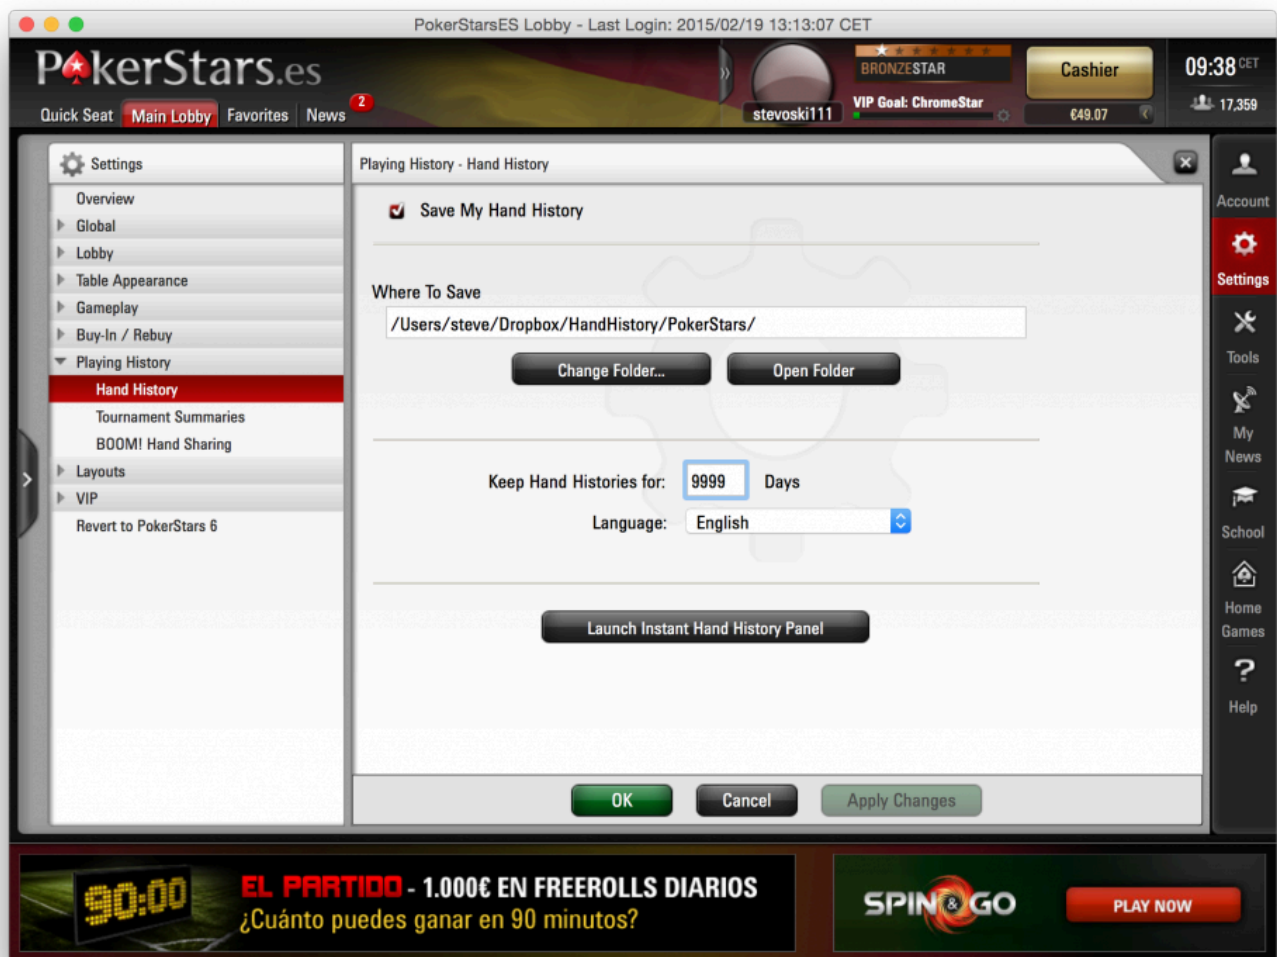 PokerStarsES Lobby - Last Login: 2015/02/19 13:13:07 CET
PokerStars.es
BRONZESTAR
VIP Goal: ChromeStar
stevoski111
Cashier
€49.07
09:38 CET
17,359
Quick Seat Main Lobby Favorites News 2
Settings
Overview
Global
Lobby
Table Appearance
Gameplay
Buy-In / Rebuy
Playing History
Hand History
Tournament Summaries
BOOM! Hand Sharing
Layouts
VIP
Revert to PokerStars 6
Playing History - Hand History
Save My Hand History
Where To Save
/Users/steve/Dropbox/HandHistory/PokerStars/
Change Folder... Open Folder
Keep Hand Histories for: 9999 Days
Language: English
Launch Instant Hand History Panel
OK Cancel Apply Changes
Account
Settings
Tools
My
News
School
Home
Games
Help
90:00
EL PARTIDO - 1.000€ EN FREEROLLS DIARIOS
¿Cuánto puedes ganar en 90 minutos?
SPIN & GO
PLAY NOW